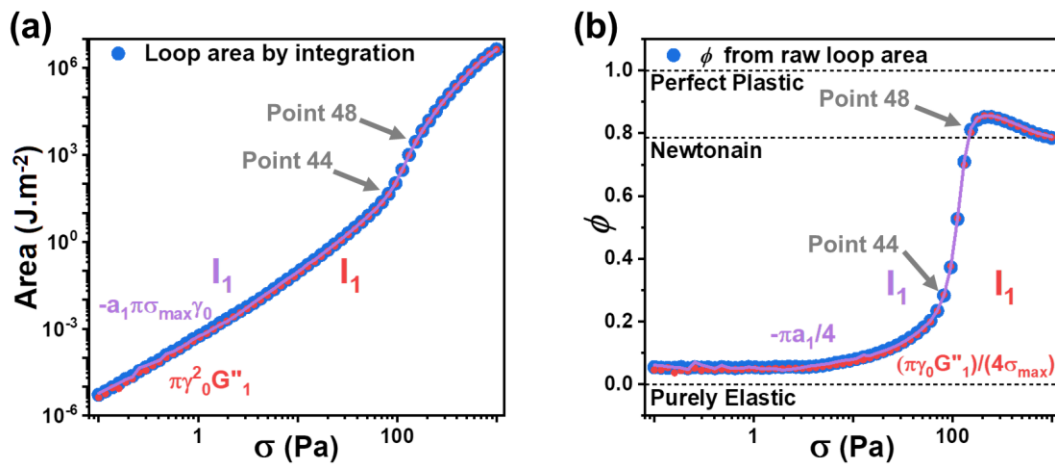 (a)
Loop area by integration
Area (J.m-2)
10^6
10^3
10^0
10^-3
10^-6
Point 48
Point 44
I1
I1
-a1πσmaxγ0
πγ^2_0G"1
1
100
σ (Pa)
(b)
ϕ from raw loop area
ϕ
1.0
0.8
0.6
0.4
0.2
0.0
Perfect Plastic
Point 48
Newtonain
Point 44
I1
I1
-πa1/4
(πγ0G"1)/(4σmax)
Purely Elastic
1
100
σ (Pa)